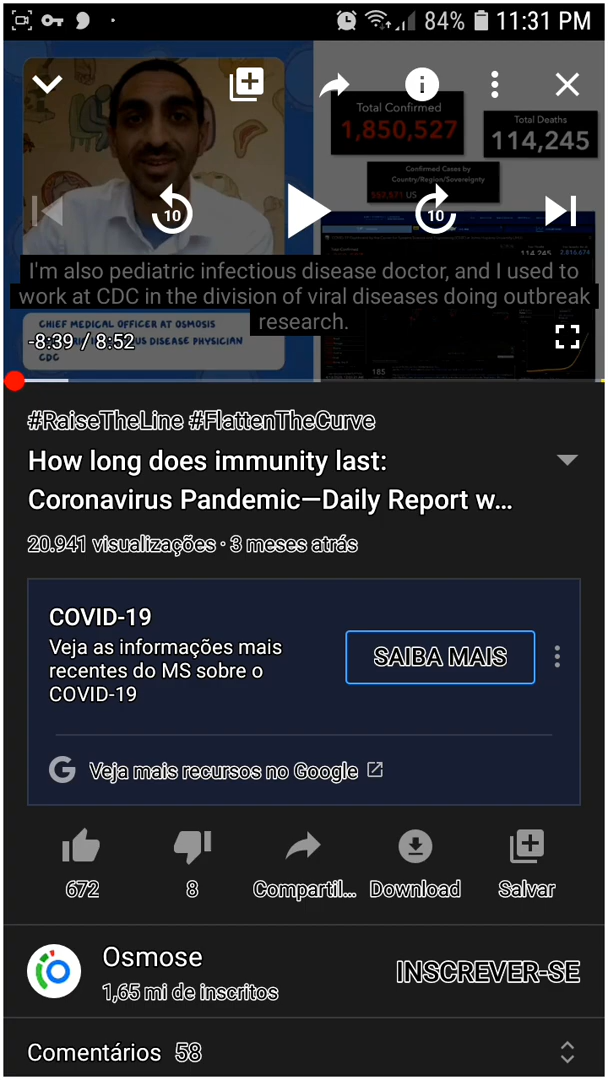 84% 11:31 PM
Total Confirmed
1,850,527
Total Deaths
114,245
Confirmed Cases by
Country/Region/Sovereignty
US
10
10
I'm also pediatric infectious disease doctor, and I used to
work at CDC in the division of viral diseases doing outbreak
research.
CHIEF MEDICAL OFFICER AT OSMOSIS
DISEASE PHYSICIAN
CDC
-8:39 / 8:52
185
#RaiseTheLine #FlattenTheCurve
How long does immunity last:
Coronavirus Pandemic—Daily Report w...
20.941 visualizações · 3 meses atrás
COVID-19
Veja as informações mais
recentes do MS sobre o
COVID-19
SAIBA MAIS
G Veja mais recursos no Google
672
8
Compartil... Download Salvar
Osmose
1,65 mi de inscritos
INSCREVER-SE
Comentários 58